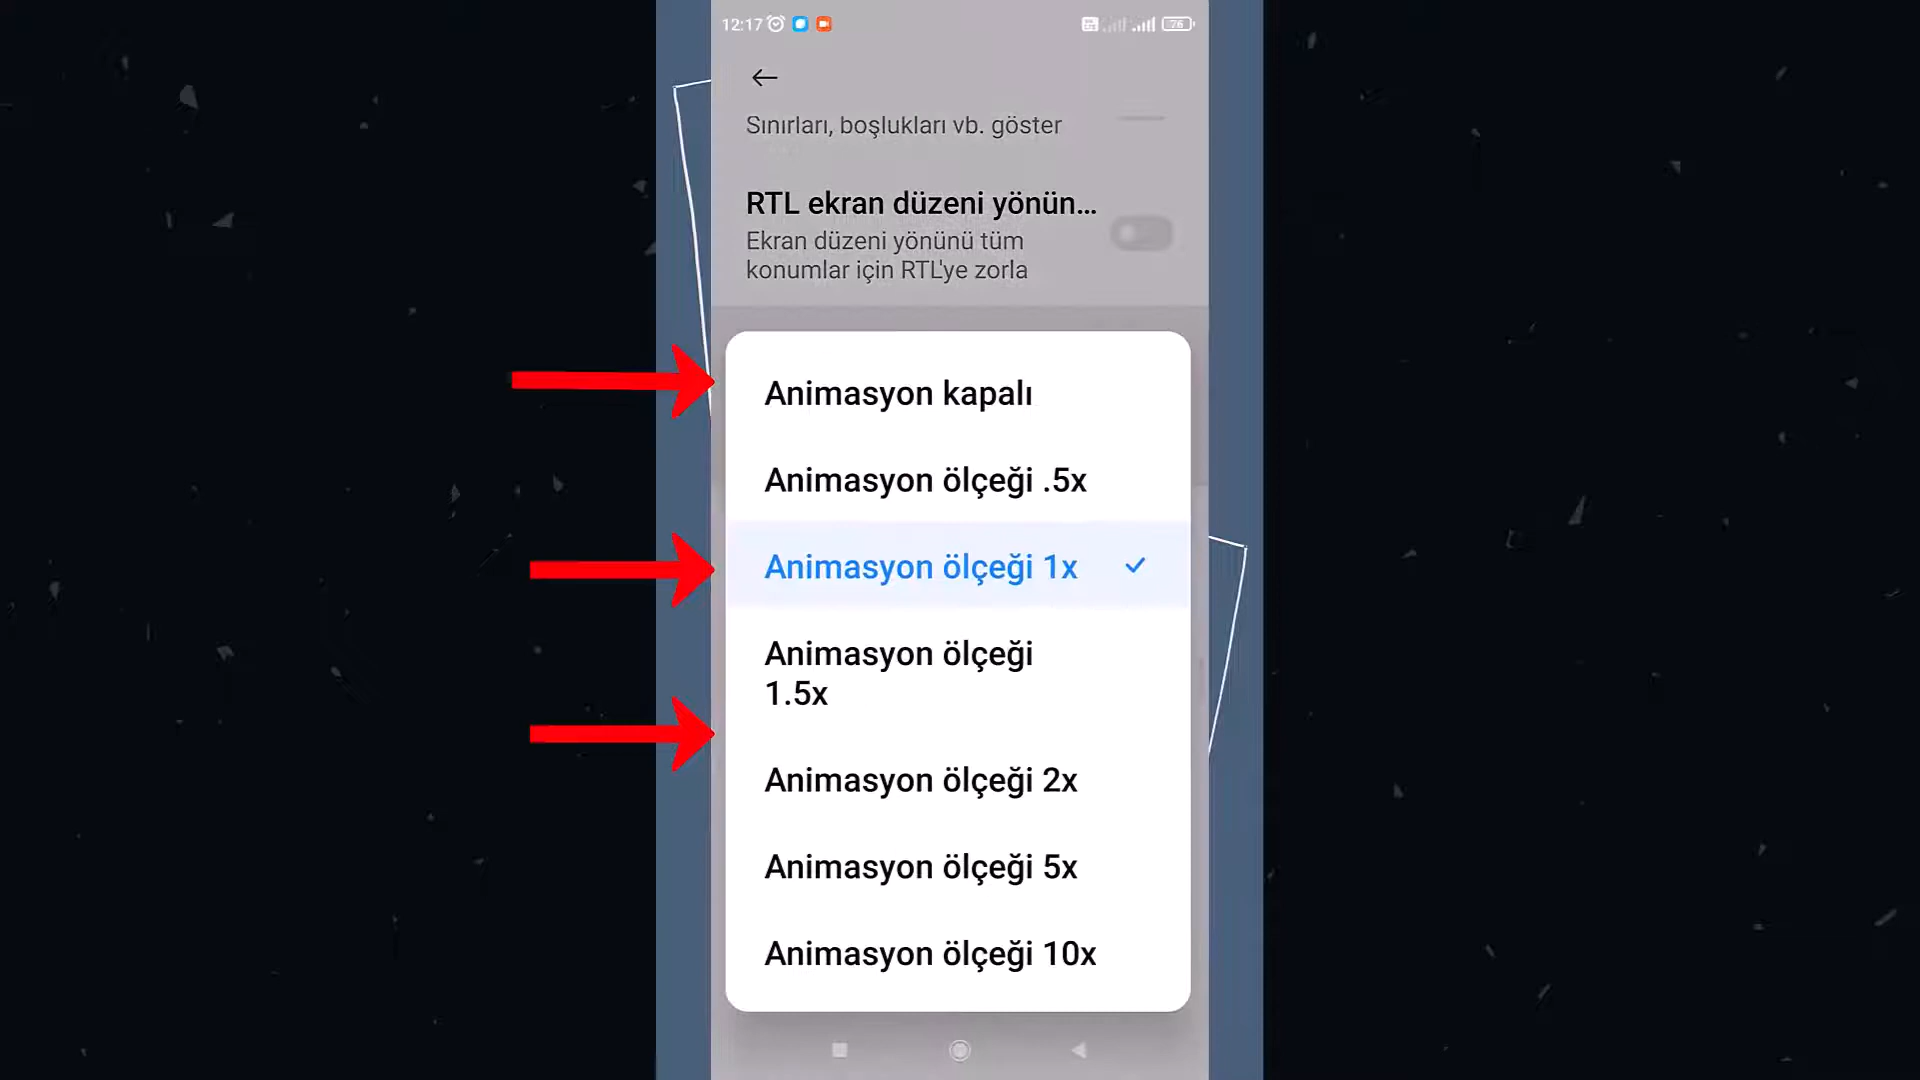 12:17
76
Sınırları, boşlukları vb. göster
RTL ekran düzeni yönün...
Ekran düzeni yönünü tüm
konumlar için RTL'ye zorla
Animasyon kapalı
Animasyon ölçeği .5x
Animasyon ölçeği 1x
Animasyon ölçeği
1.5x
Animasyon ölçeği 2x
Animasyon ölçeği 5x
Animasyon ölçeği 10x